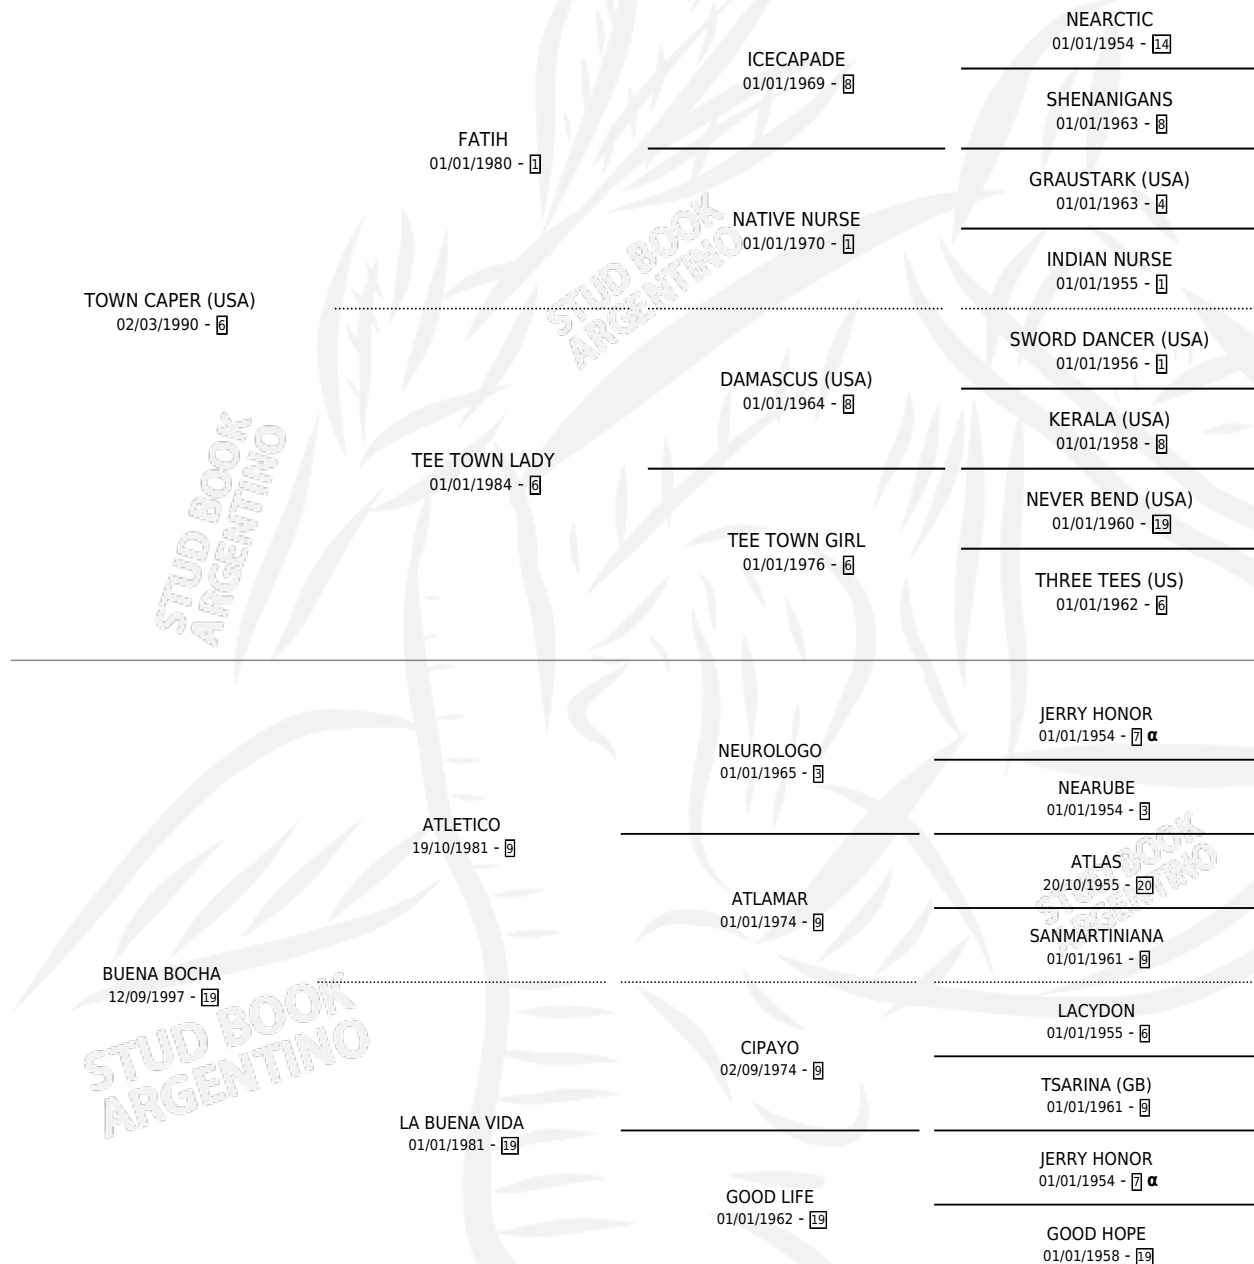 NEARCTIC
01/01/1954 - 14
ICECAPADE
01/01/1969 - 8
SHENANIGANS
01/01/1963 - 8
FATIH
01/01/1980 - 1
GRAUSTARK (USA)
01/01/1963 - 4
NATIVE NURSE
01/01/1970 - 1
INDIAN NURSE
01/01/1955 - 1
TOWN CAPER (USA)
02/03/1990 - 6
SWORD DANCER (USA)
01/01/1956 - 1
DAMASCUS (USA)
01/01/1964 - 8
KERALA (USA)
01/01/1958 - 8
TEE TOWN LADY
01/01/1984 - 6
NEVER BEND (USA)
01/01/1960 - 19
TEE TOWN GIRL
01/01/1976 - 6
THREE TEES (US)
01/01/1962 - 6
JERRY HONOR
01/01/1954 - 7 α
NEUROLOGO
01/01/1965 - 3
NEARUBE
01/01/1954 - 3
ATLETICO
19/10/1981 - 9
ATLAS
20/10/1955 - 20
ATLAMAR
01/01/1974 - 9
SANMARTINIANA
01/01/1961 - 9
BUENA BOCHA
12/09/1997 - 19
LACYDON
01/01/1955 - 6
CIPAYO
02/09/1974 - 9
TSARINA (GB)
01/01/1961 - 9
LA BUENA VIDA
01/01/1981 - 19
JERRY HONOR
01/01/1954 - 7 α
GOOD LIFE
01/01/1962 - 19
GOOD HOPE
01/01/1958 - 19
STUD BOOK
ARGENTINO
STUD BOOK
ARGENTINO
STUD BOOK
ARGENTINO
STUD BOOK
ARGENTINO